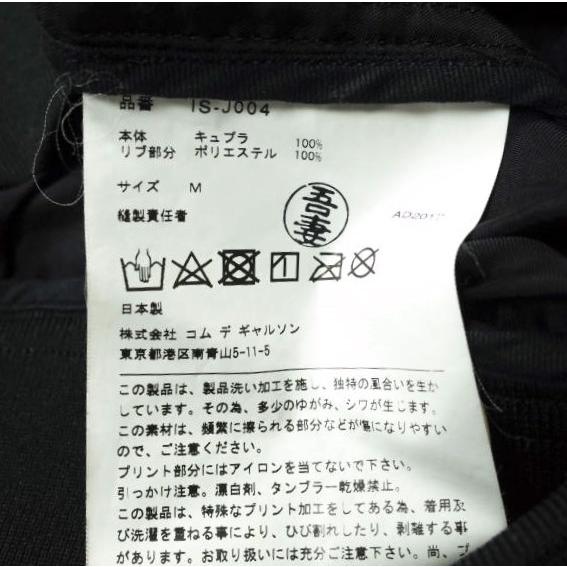 品番 IS-J004
本体 キュプラ 100%
リブ部分 ポリエステル 100%
サイズ M
縫製責任者 吾妻 AD2017
日本製
株式会社 コム デ ギャルソン
東京都港区南青山5-11-5
この製品は、製品洗い加工を施し、独特の風合いを生か
しています。その為、多少のゆがみ、シワが生じます。
この素材は、頻繁に擦られる部分などが傷になりやすい
ので、ご注意ください。
プリント部分にはアイロンを当てないで下さい。
引っかけ注意。漂白剤、タンブラー乾燥禁止。
この製品は、特殊なプリント加工をしてある為、着用及
び洗濯を重ねる事により、ひび割れしたり、剥離する事
があります。お取り扱いには充分ご注意下さい。尚、プ